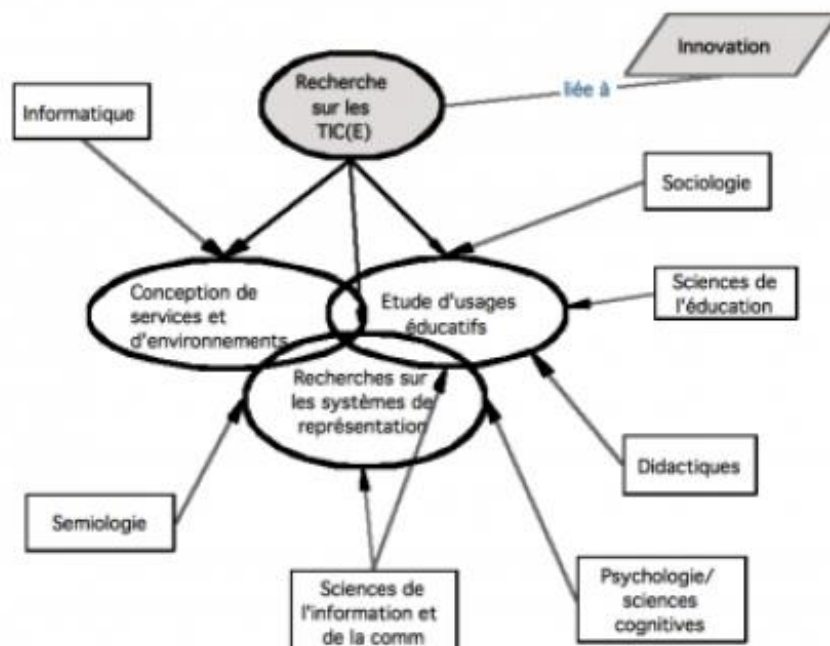 Innovation
Recherche
sur les
TIC(E)
liée à
Informatique
Sociologie
Conception de
services et
d'environnements
Etude d'usages
éducatifs
Sciences de
l'éducation
Recherches sur
les systèmes de
représentation
Didactiques
Semiologie
Sciences de
l'information et
de la comm
Psychologie/
sciences
cognitives